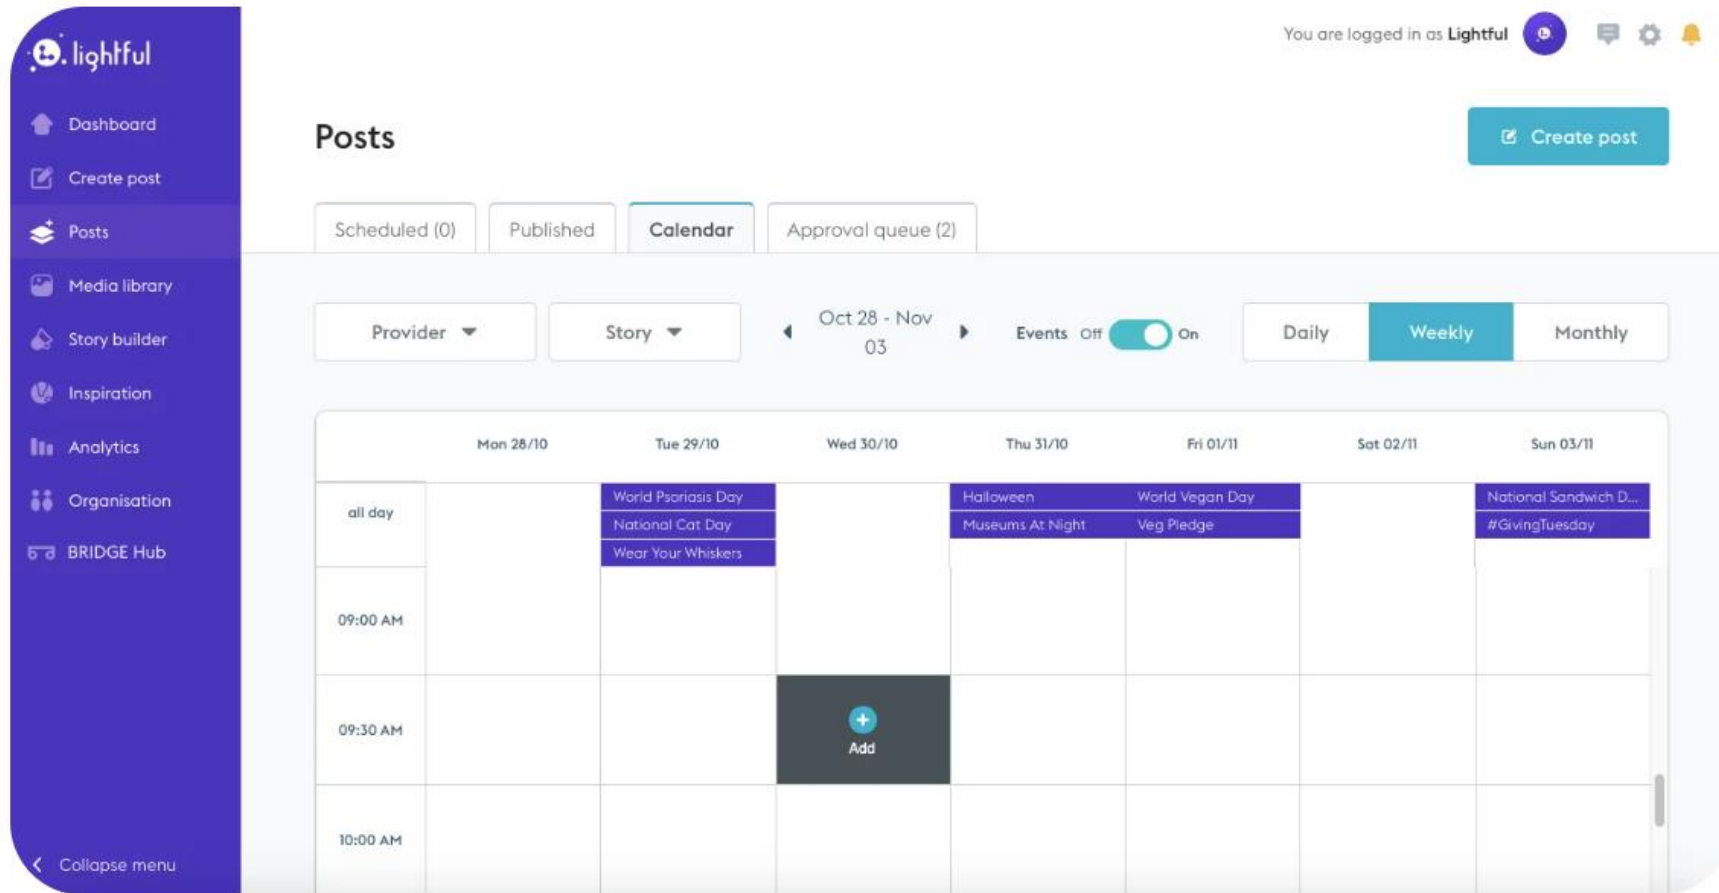 lightful
You are logged in as Lightful
Dashboard
Create post
Posts
Media library
Story builder
Inspiration
Analytics
Organisation
BRIDGE Hub
Collapse menu
Posts
Create post
Scheduled (0)
Published
Calendar
Approval queue (2)
Provider
Story
Oct 28 - Nov
03
Events Off On
Daily
Weekly
Monthly
Mon 28/10
Tue 29/10
Wed 30/10
Thu 31/10
Fri 01/11
Sat 02/11
Sun 03/11
all day
World Psoriasis Day
National Cat Day
Wear Your Whiskers
Halloween
Museums At Night
World Vegan Day
Veg Pledge
National Sandwich D...
#GivingTuesday
09:00 AM
09:30 AM
Add
10:00 AM